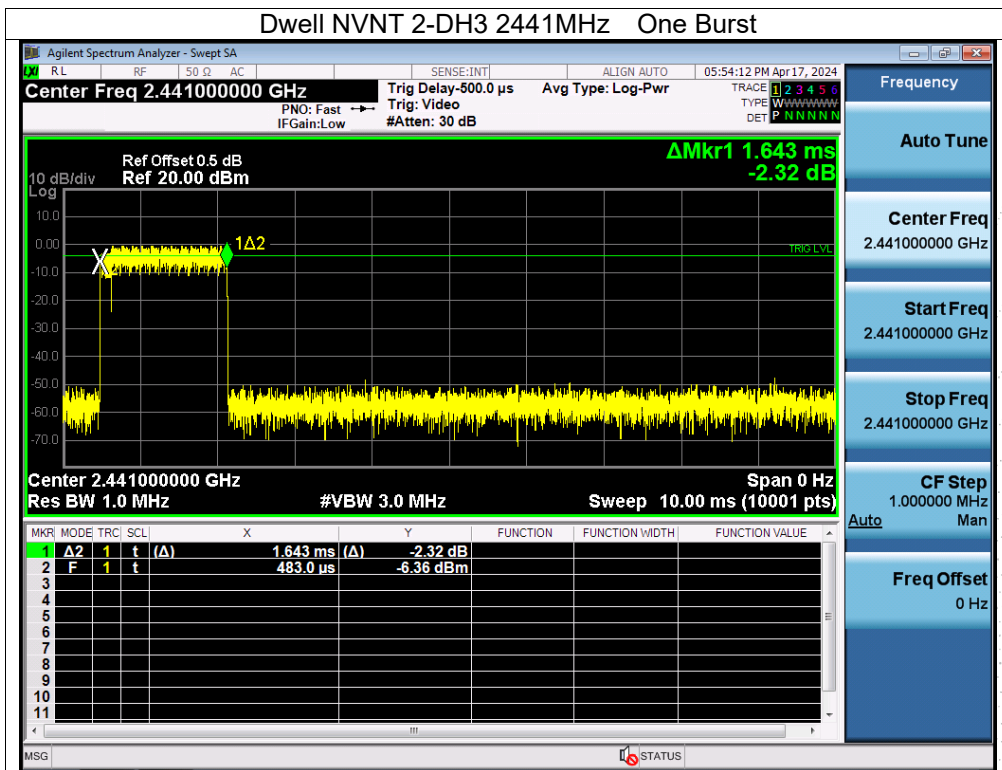 Dwell NVNT 2-DH3 2441MHz One Burst
Agilent Spectrum Analyzer - Swept SA
LXI RL RF 50 Ω AC SENSE:INT ALIGN AUTO 05:54:12 PM Apr 17, 2024
Center Freq 2.441000000 GHz Trig Delay-500.0 µs Avg Type: Log-Pwr TRACE 1 2 3 4 5 6
PNO: Fast Trig: Video TYPE WWWWWW
IFGain:Low #Atten: 30 dB DET P N N N N N
Frequency
Auto Tune
Center Freq
2.441000000 GHz
Start Freq
2.441000000 GHz
Stop Freq
2.441000000 GHz
CF Step
1.000000 MHz
Auto Man
Freq Offset
0 Hz
ΔMkr1 1.643 ms
-2.32 dB
Ref Offset 0.5 dB
10 dB/div Ref 20.00 dBm
Log
10.0
0.00
-10.0
-20.0
-30.0
-40.0
-50.0
-60.0
-70.0
1Δ2
TRIG LVL
Center 2.441000000 GHz Span 0 Hz
Res BW 1.0 MHz #VBW 3.0 MHz Sweep 10.00 ms (10001 pts)
MKR MODE TRC SCL X Y FUNCTION FUNCTION WIDTH FUNCTION VALUE
1 Δ2 1 t (Δ) 1.643 ms (Δ) -2.32 dB
2 F 1 t 483.0 µs -6.36 dBm
3
4
5
6
7
8
9
10
11
MSG STATUS